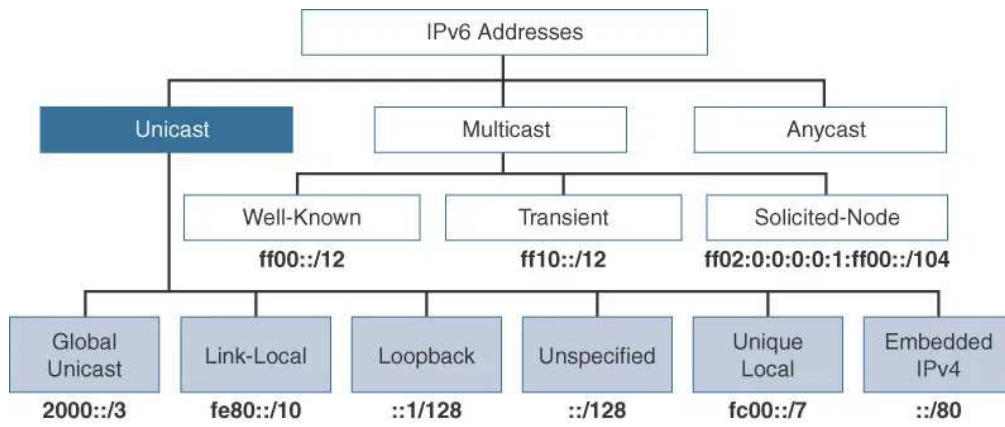 IPv6 Addresses
Unicast
Multicast
Anycast
Well-Known
Transient
Solicited-Node
ff00::/12
ff10::/12
ff02:0:0:0:0:1:ff00::/104
Global
Unicast
Link-Local
Loopback
Unspecified
Unique
Local
Embedded
IPv4
2000::/3
fe80::/10
::1/128
::/128
fc00::/7
::/80